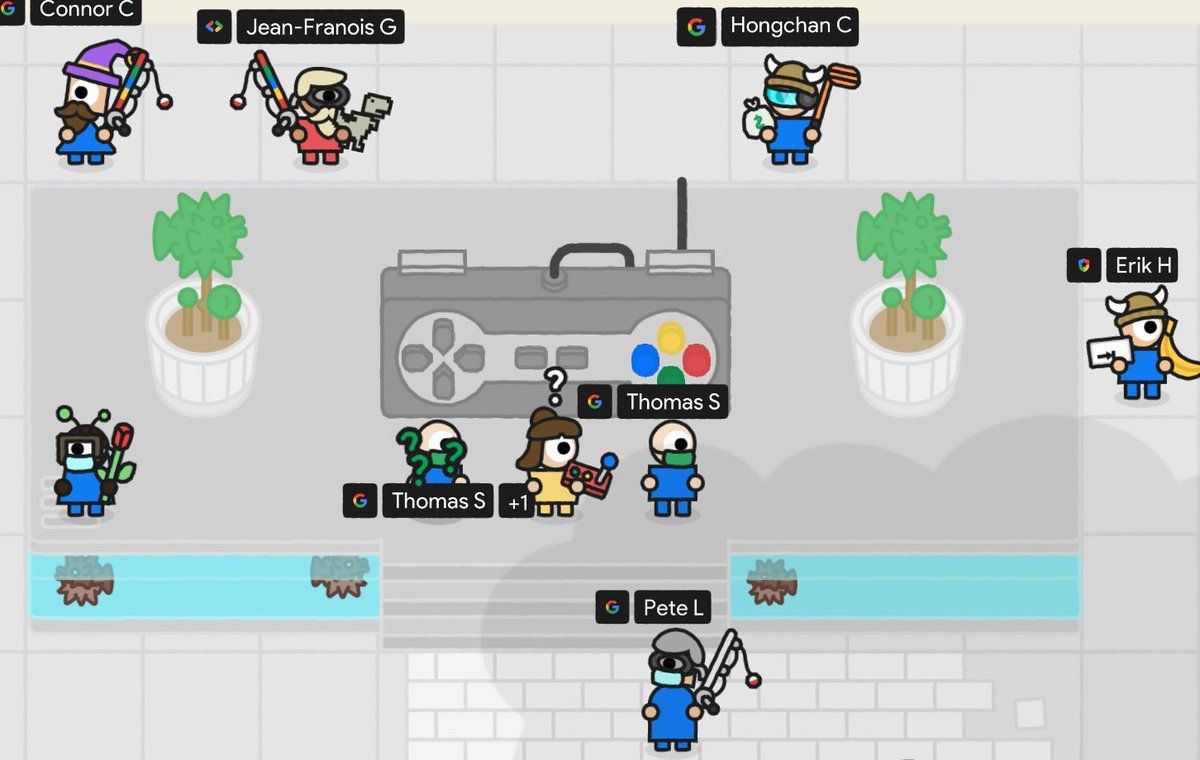 Connor C
Jean-Franois G
Hongchan C
Erik H
Thomas S
Thomas S +1
Pete L